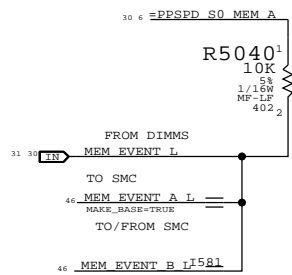 30 6 =PPSPD_S0_MEM_A
R5040 1
10K
5%
1/16W
MF-LF
402 2
FROM DIMMS
31 30 IN MEM_EVENT_L
TO SMC
46 MEM_EVENT_A_L
MAKE_BASE=TRUE
TO/FROM SMC
46 MEM_EVENT_B_L I581